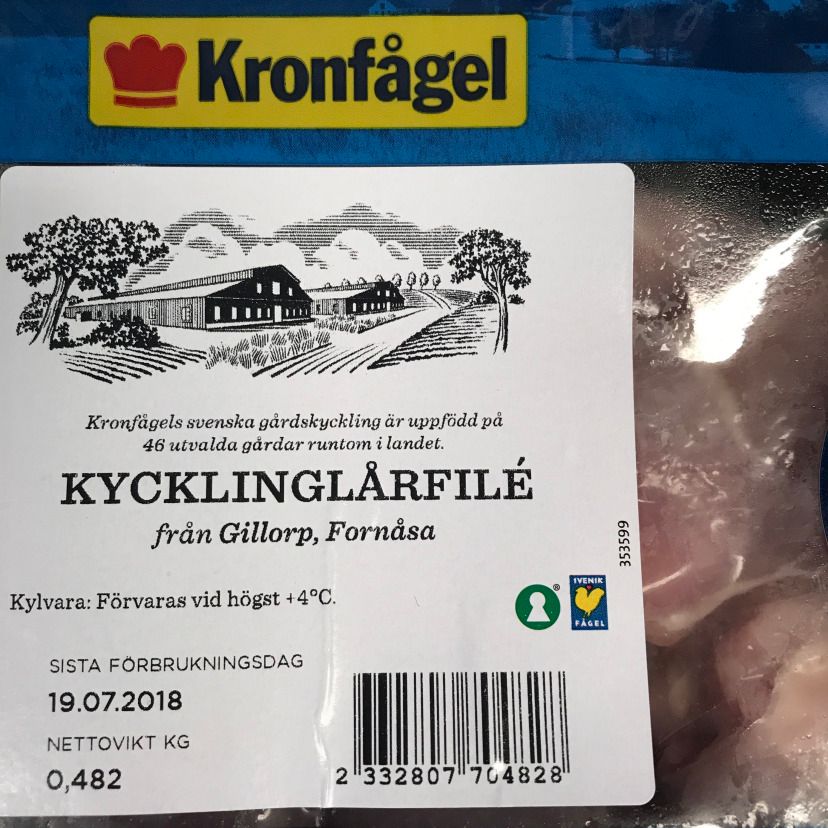 Kronfågel
Kronfågels svenska gårdskyckling är uppfödd på
46 utvalda gårdar runtom i landet.
KYCKLINGLÅRFILÉ
från Gillorp, Fornåsa
353599
Kylvara: Förvaras vid högst +4°C.
®
SVENSK
FÅGEL
SISTA FÖRBRUKNINGSDAG
19.07.2018
NETTOVIKT KG
0,482
2 332807 704828